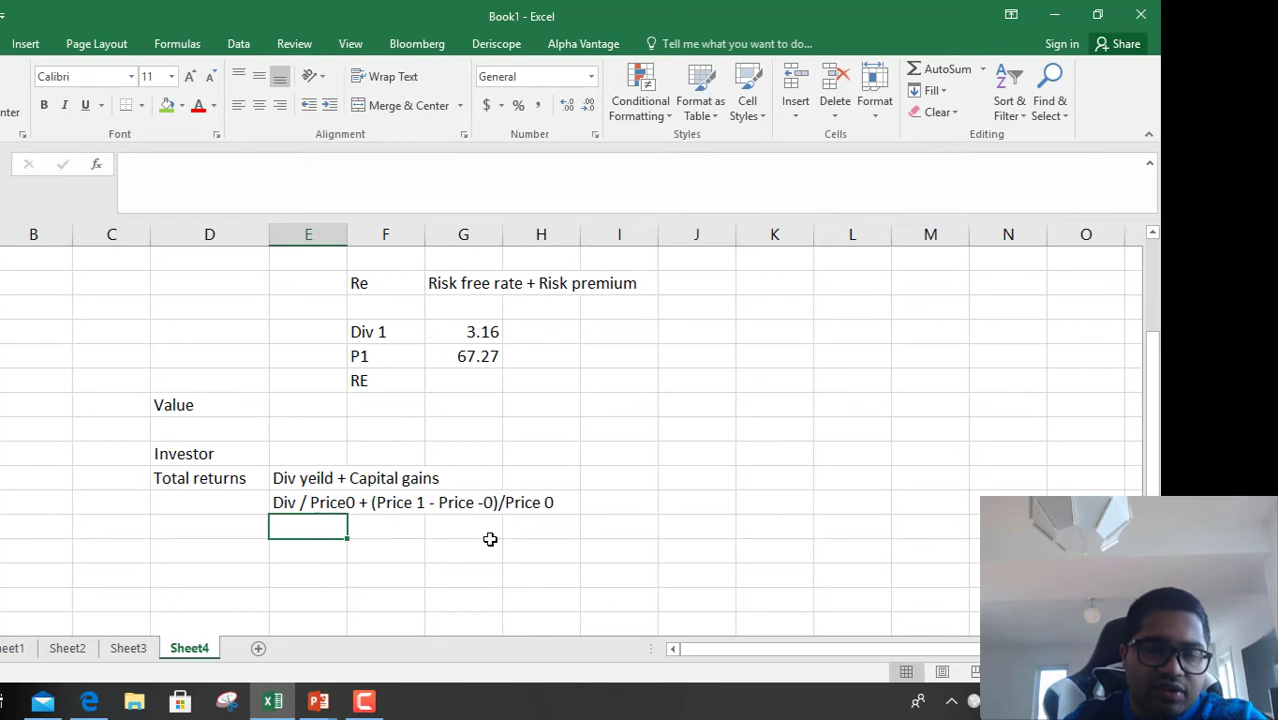 Book1 - Excel
Insert Page Layout Formulas Data Review View Bloomberg Deriscope Alpha Vantage Tell me what you want to do... Sign in Share
Calibri 11 Wrap Text General AutoSum
Fill
B I U A Merge & Center $ % , Conditional Formatting Format as Table Cell Styles Insert Delete Format Clear Sort & Filter Find & Select
Font Alignment Number Styles Cells Editing
fx
B C D E F G H I J K L M N O
Re Risk free rate + Risk premium
Div 1 3.16
P1 67.27
RE
Value
Investor
Total returns Div yeild + Capital gains
Div / Price0 + (Price 1 - Price -0)/Price 0
Sheet2 Sheet3 Sheet4